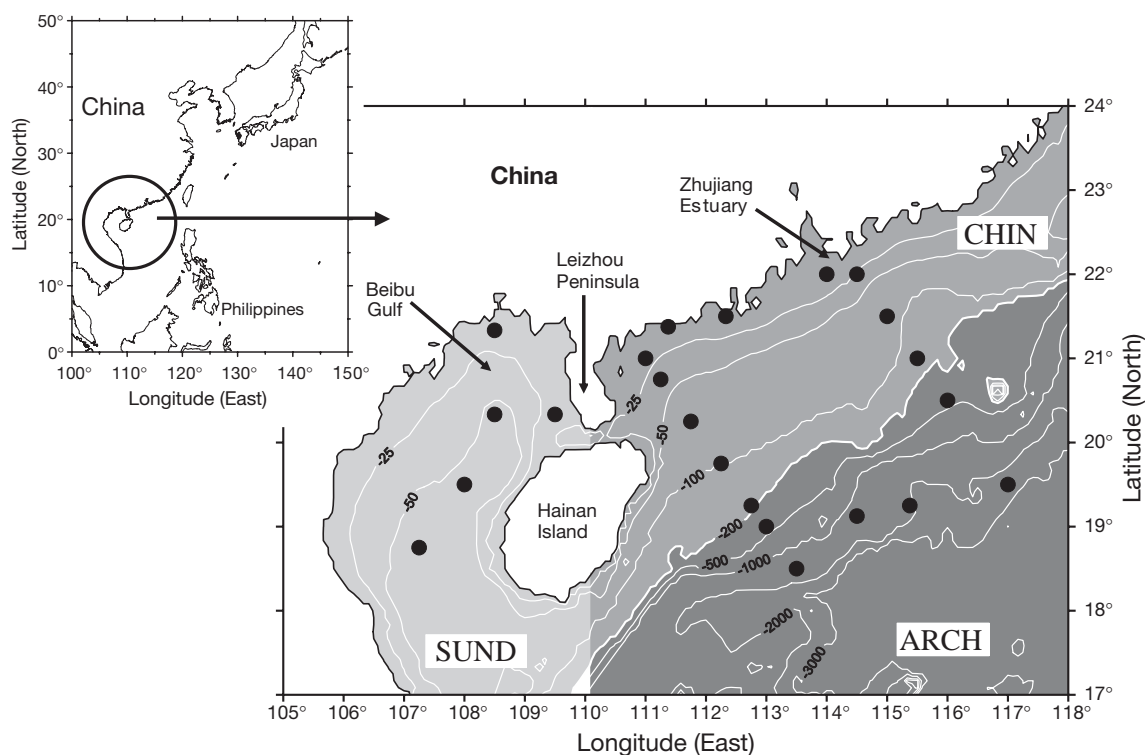 50°
40°
30°
20°
10°
0°
Latitude (North)
China
Japan
Philippines
100° 110° 120° 130° 140° 150°
Longitude (East)
China
Zhujiang
Estuary
CHIN
Leizhou
Peninsula
Beibu
Gulf
Hainan
Island
SUND
ARCH
-25
-50
-25
-50
-100
-200
-500
-1000
-2000
-3000
24°
23°
22°
21°
20°
19°
18°
17°
Latitude (North)
105° 106° 107° 108° 109° 110° 111° 112° 113° 114° 115° 116° 117° 118°
Longitude (East)